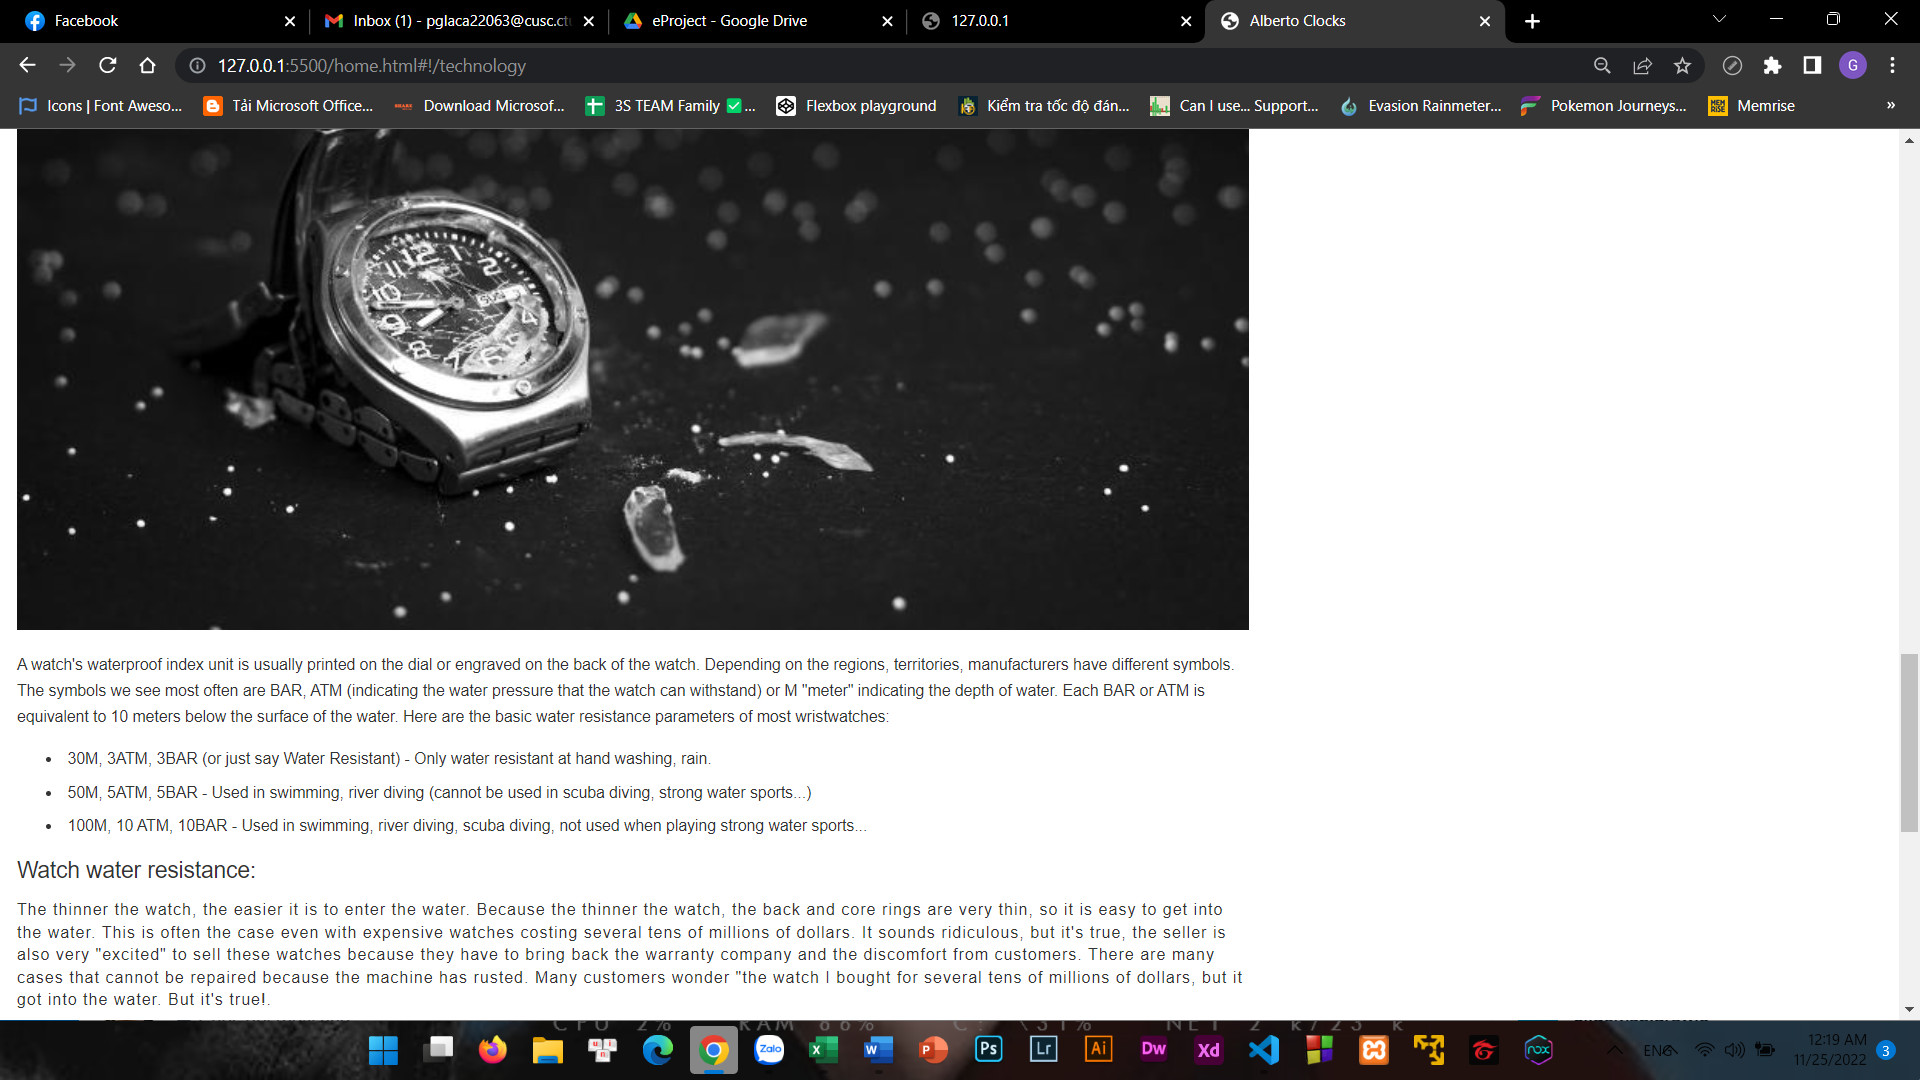 Facebook
Inbox (1) - pglaca22063@cusc.ct
eProject - Google Drive
127.0.0.1
Alberto Clocks
127.0.0.1:5500/home.html#!/technology
G
Icons | Font Aweso...
Tải Microsoft Office...
Download Microsof...
3S TEAM Family ✅ ...
Flexbox playground
Kiểm tra tốc độ đán...
Can I use... Support...
Evasion Rainmeter...
Pokemon Journeys...
Memrise
»
A watch's waterproof index unit is usually printed on the dial or engraved on the back of the watch. Depending on the regions, territories, manufacturers have different symbols.
The symbols we see most often are BAR, ATM (indicating the water pressure that the watch can withstand) or M "meter" indicating the depth of water. Each BAR or ATM is
equivalent to 10 meters below the surface of the water. Here are the basic water resistance parameters of most wristwatches:
• 30M, 3ATM, 3BAR (or just say Water Resistant) - Only water resistant at hand washing, rain.
• 50M, 5ATM, 5BAR - Used in swimming, river diving (cannot be used in scuba diving, strong water sports...)
• 100M, 10 ATM, 10BAR - Used in swimming, river diving, scuba diving, not used when playing strong water sports...
Watch water resistance:
The thinner the watch, the easier it is to enter the water. Because the thinner the watch, the back and core rings are very thin, so it is easy to get into
the water. This is often the case even with expensive watches costing several tens of millions of dollars. It sounds ridiculous, but it's true, the seller is
also very "excited" to sell these watches because they have to bring back the warranty company and the discomfort from customers. There are many
cases that cannot be repaired because the machine has rusted. Many customers wonder "the watch I bought for several tens of millions of dollars, but it
got into the water. But it's true!.
CPU 2% RAM 66%
Zalo
Ps
Lr
Ai
Dw
Xd
nox
ENG
12:19 AM
11/25/2022
3